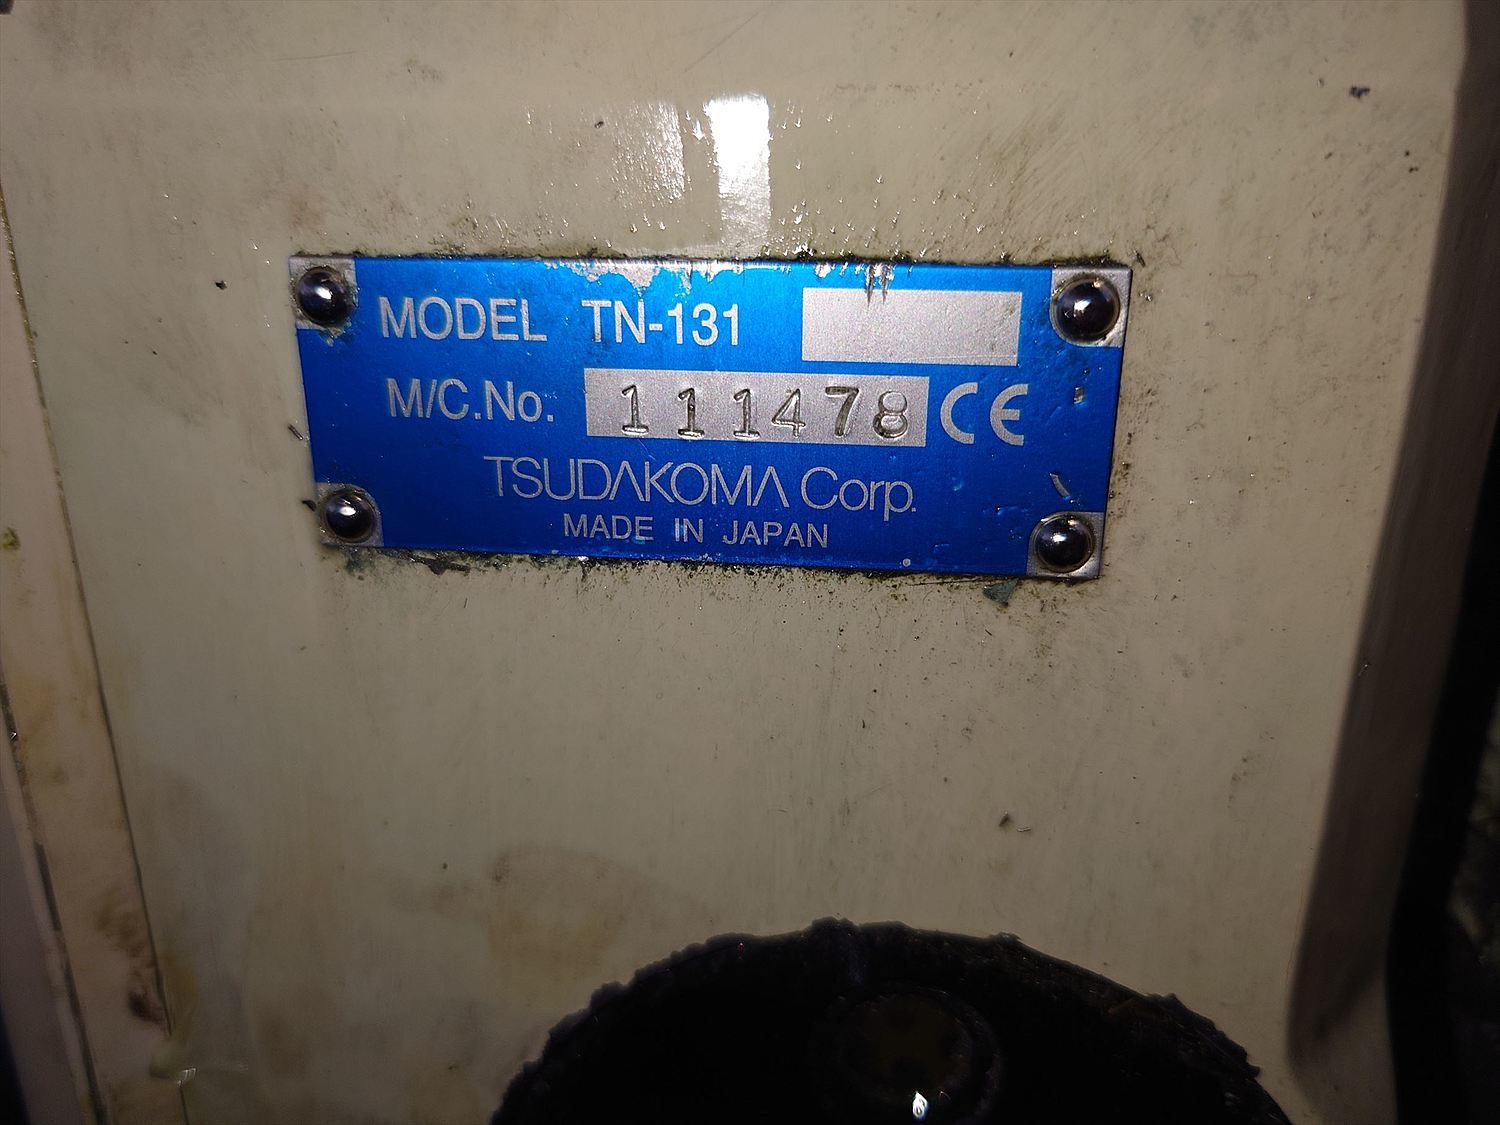 MODEL TN-131
M/C.No. 111478 CE
TSUDAKOMA Corp.
MADE IN JAPAN